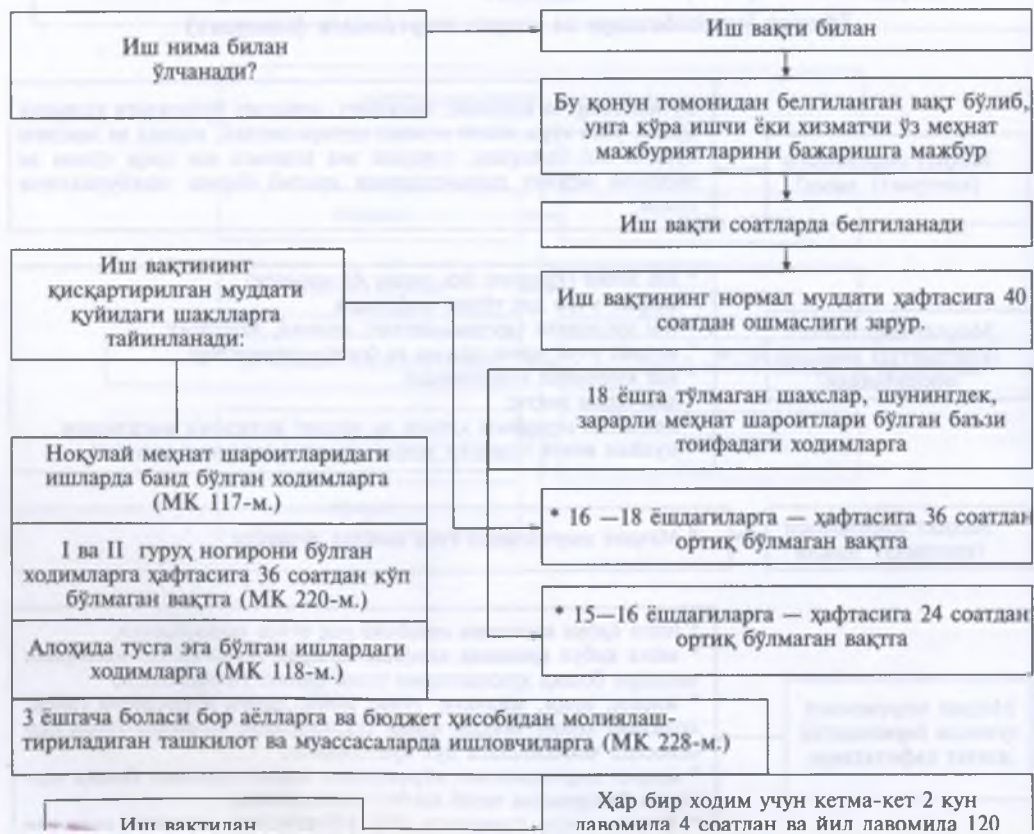 Иш нима билан
ўлчанади?
Иш вақти билан
Бу қонун томонидан белгиланган вақт бўлиб,
унга кўра ишчи ёки хизматчи ўз меҳнат
мажбуриятларини бажаришга мажбур
Иш вақти соатларда белгиланади
Иш вақтининг нормал муддати ҳафтасига 40
соатдан ошмаслиги зарур.
Иш вақтининг
қисқартирилган муддати
қуйидаги шаклларга
тайинланади:
18 ёшга тўлмаган шахслар, шунингдек,
зарарли меҳнат шароитлари бўлган баъзи
тоифадаги ходимларга
Ноқулай меҳнат шароитларидаги
ишларда банд бўлган ходимларга
(МК 117-м.)
* 16 —18 ёшдагиларга — ҳафтасига 36 соатдан
ортиқ бўлмаган вақтга
I ва II гуруҳ ногирони бўлган
ходимларга ҳафтасига 36 соатдан кўп
бўлмаган вақтга (МК 220-м.)
* 15—16 ёшдагиларга — ҳафтасига 24 соатдан
ортиқ бўлмаган вақтга
Алоҳида тусга эга бўлган ишлардаги
ходимларга (МК 118-м.)
3 ёшгача боласи бор аёлларга ва бюджет ҳисобидан молиялаш-
тириладиган ташкилот ва муассасаларда ишловчиларга (МК 228-м.)
Иш вақтидан
Ҳар бир ходим учун кетма-кет 2 кун
давомида 4 соатдан ва йил давомида 120